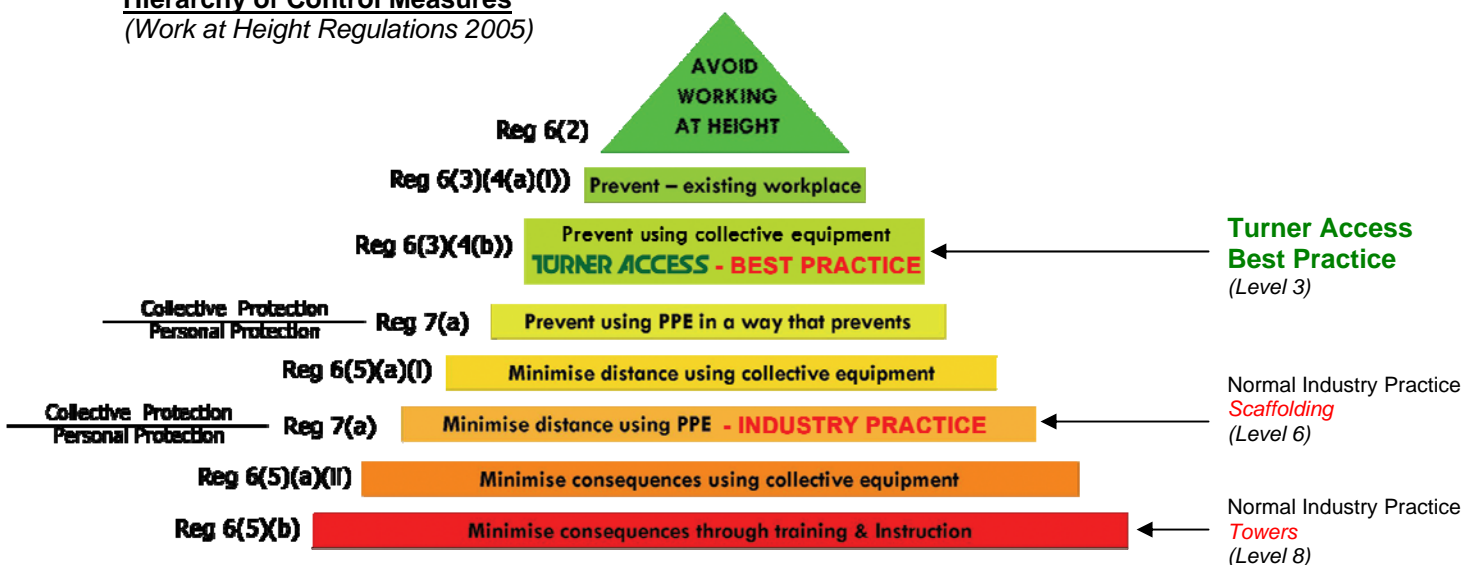 Hierarchy of Control Measures
(Work at Height Regulations 2005)
AVOID
WORKING
AT HEIGHT
Reg 6(2)
Reg 6(3)(4(a)(I))
Prevent – existing workplace
Reg 6(3)(4(b))
Prevent using collective equipment
TURNER ACCESS - BEST PRACTICE
Turner Access
Best Practice
(Level 3)
Collective Protection
Personal Protection
Reg 7(a)
Prevent using PPE in a way that prevents
Reg 6(5)(a)(I)
Minimise distance using collective equipment
Collective Protection
Personal Protection
Reg 7(a)
Minimise distance using PPE - INDUSTRY PRACTICE
Normal Industry Practice
Scaffolding
(Level 6)
Reg 6(5)(a)(II)
Minimise consequences using collective equipment
Reg 6(5)(b)
Minimise consequences through training & Instruction
Normal Industry Practice
Towers
(Level 8)